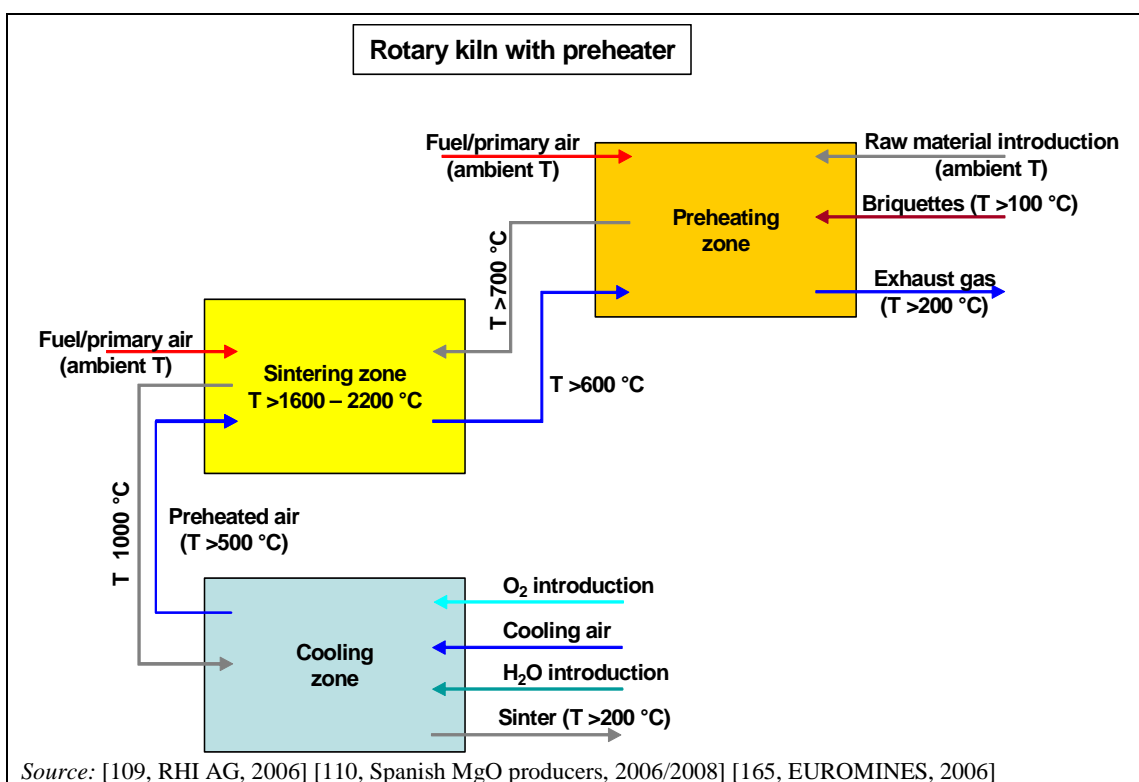 Rotary kiln with preheater
Fuel/primary air
(ambient T)
Raw material introduction
(ambient T)
Briquettes (T >100 °C)
Preheating
zone
Exhaust gas
(T >200 °C)
T >700 °C
Fuel/primary air
(ambient T)
Sintering zone
T >1600 – 2200 °C
T >600 °C
T 1000 °C
Preheated air
(T >500 °C)
O₂ introduction
Cooling air
Cooling
zone
H₂O introduction
Sinter (T >200 °C)
Source: [109, RHI AG, 2006] [110, Spanish MgO producers, 2006/2008] [165, EUROMINES, 2006]